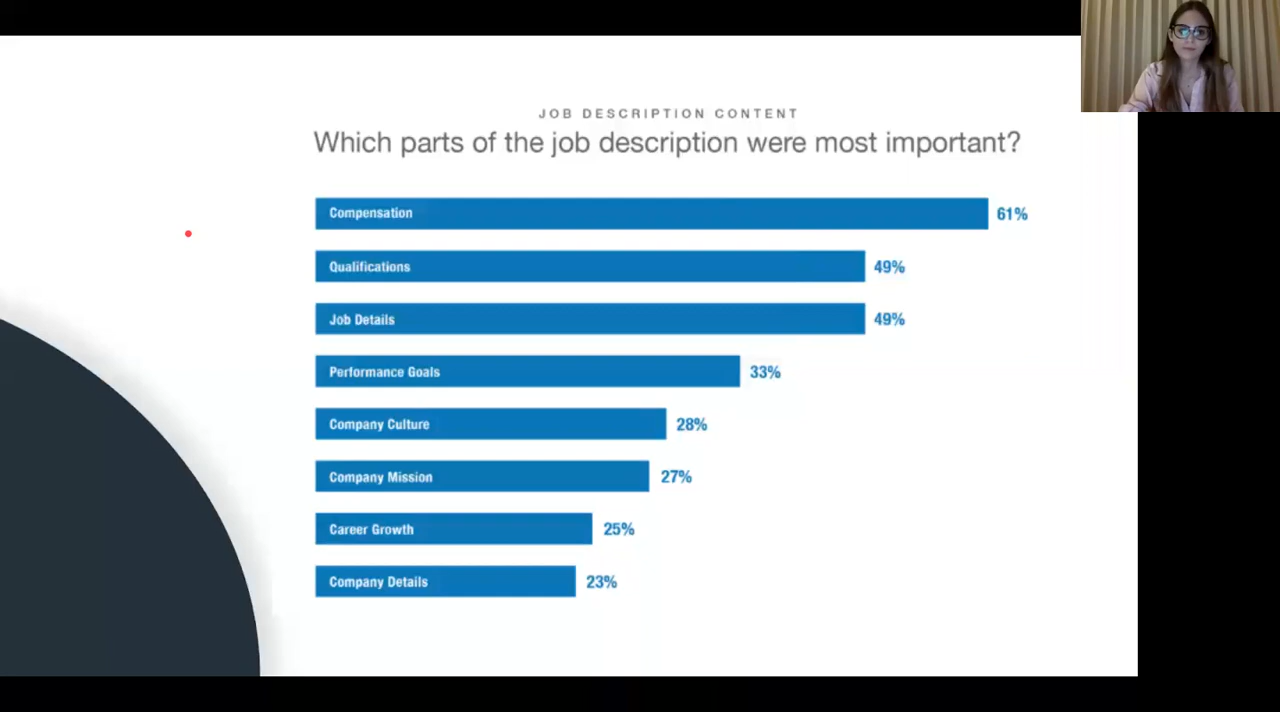 JOB DESCRIPTION CONTENT
Which parts of the job description were most important?
Compensation 61%
Qualifications 49%
Job Details 49%
Performance Goals 33%
Company Culture 28%
Company Mission 27%
Career Growth 25%
Company Details 23%